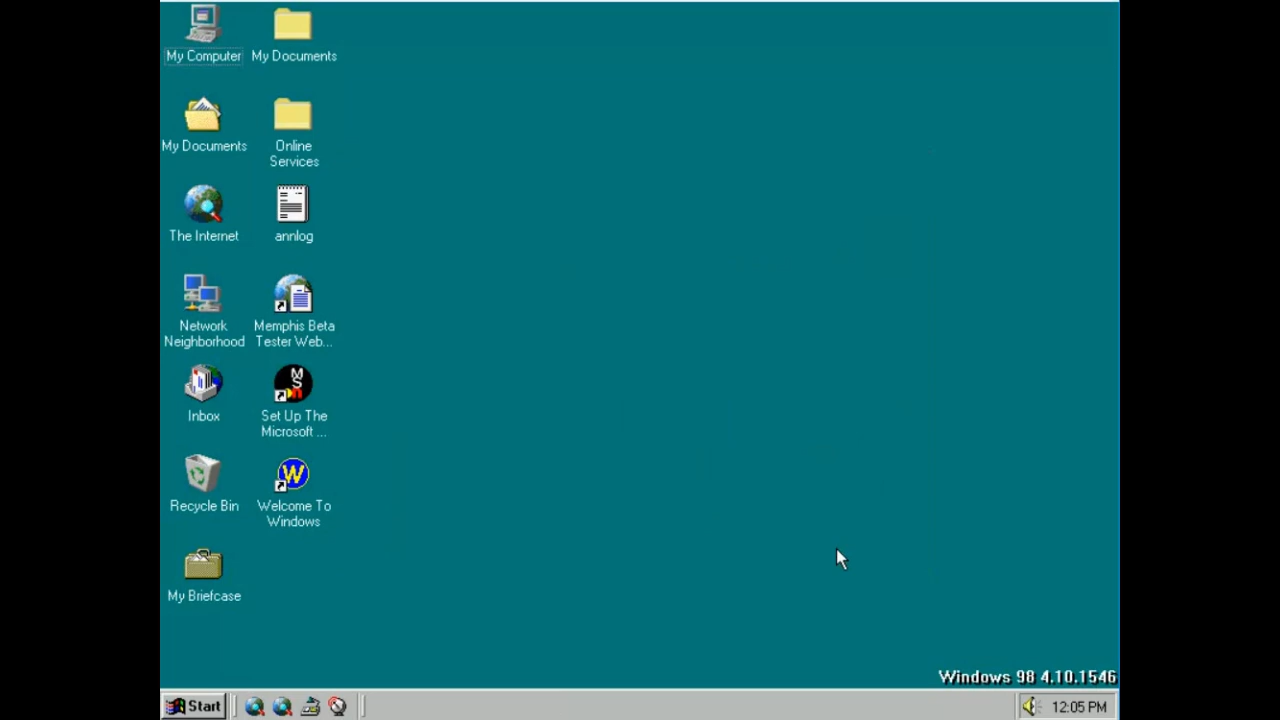 My Computer
My Documents
My Documents
Online
Services
The Internet
annlog
Network
Neighborhood
Memphis Beta
Tester Web...
Inbox
MSn
Set Up The
Microsoft ...
Recycle Bin
W
Welcome To
Windows
My Briefcase
Windows 98 4.10.1546
Start
12:05 PM